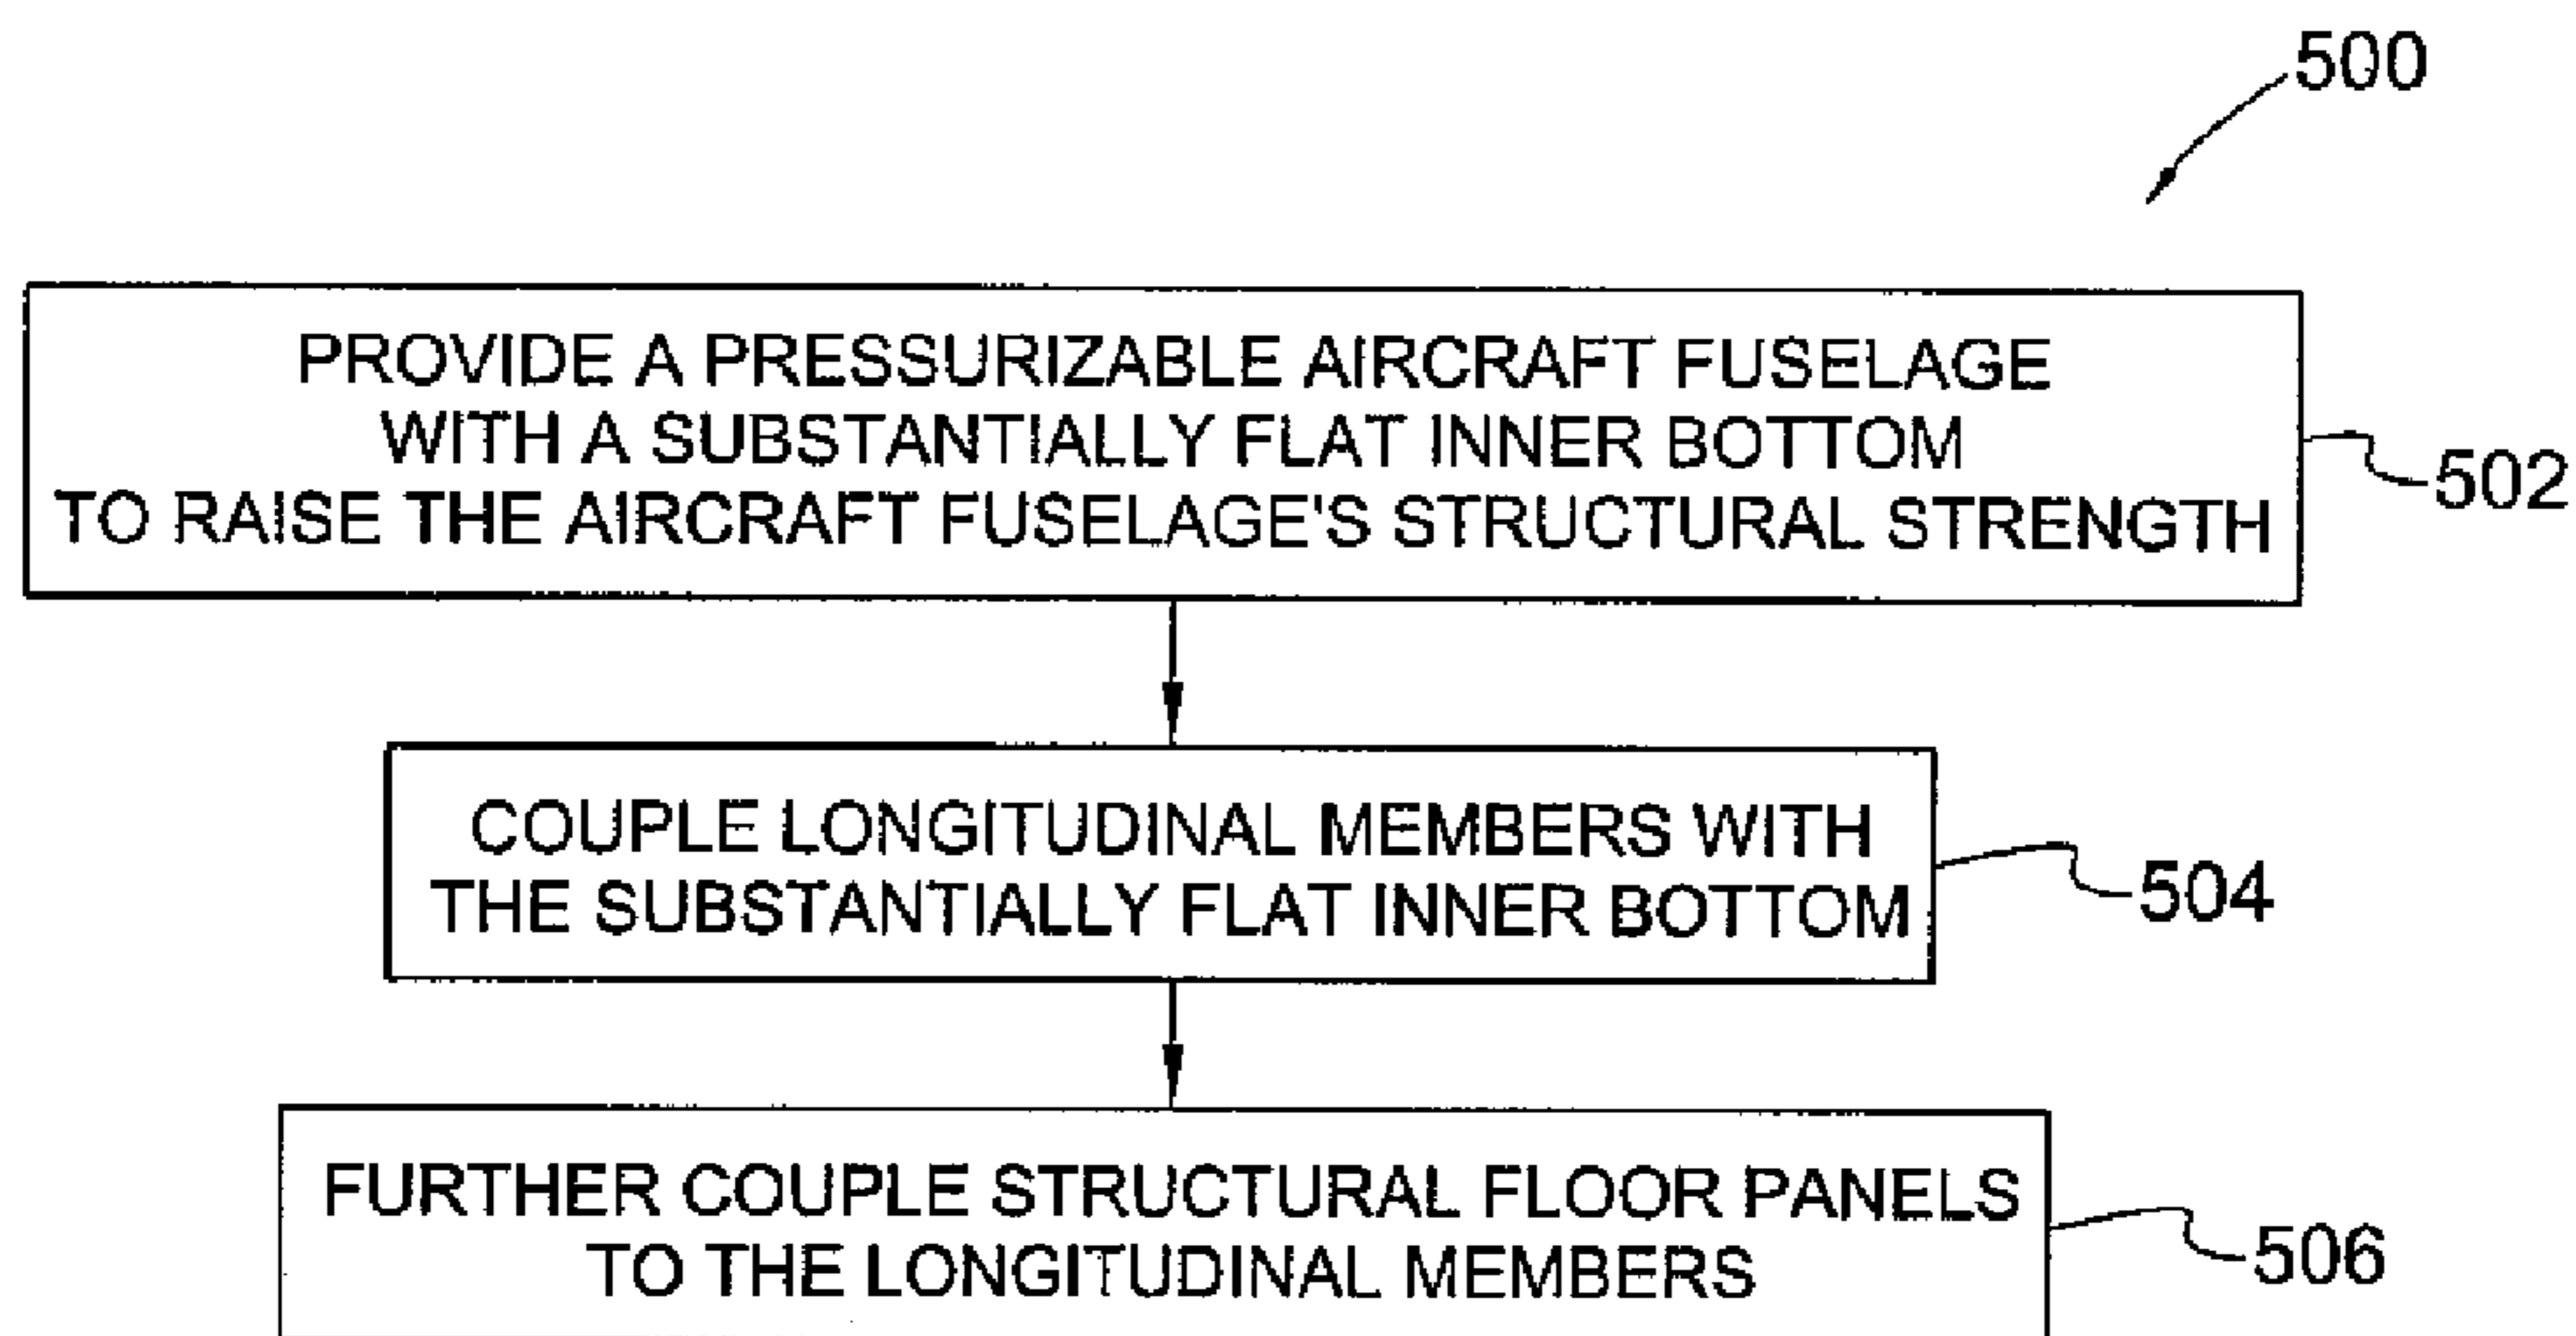 500
PROVIDE A PRESSURIZABLE AIRCRAFT FUSELAGE
WITH A SUBSTANTIALLY FLAT INNER BOTTOM
TO RAISE THE AIRCRAFT FUSELAGE'S STRUCTURAL STRENGTH
502
COUPLE LONGITUDINAL MEMBERS WITH
THE SUBSTANTIALLY FLAT INNER BOTTOM
504
FURTHER COUPLE STRUCTURAL FLOOR PANELS
TO THE LONGITUDINAL MEMBERS
506